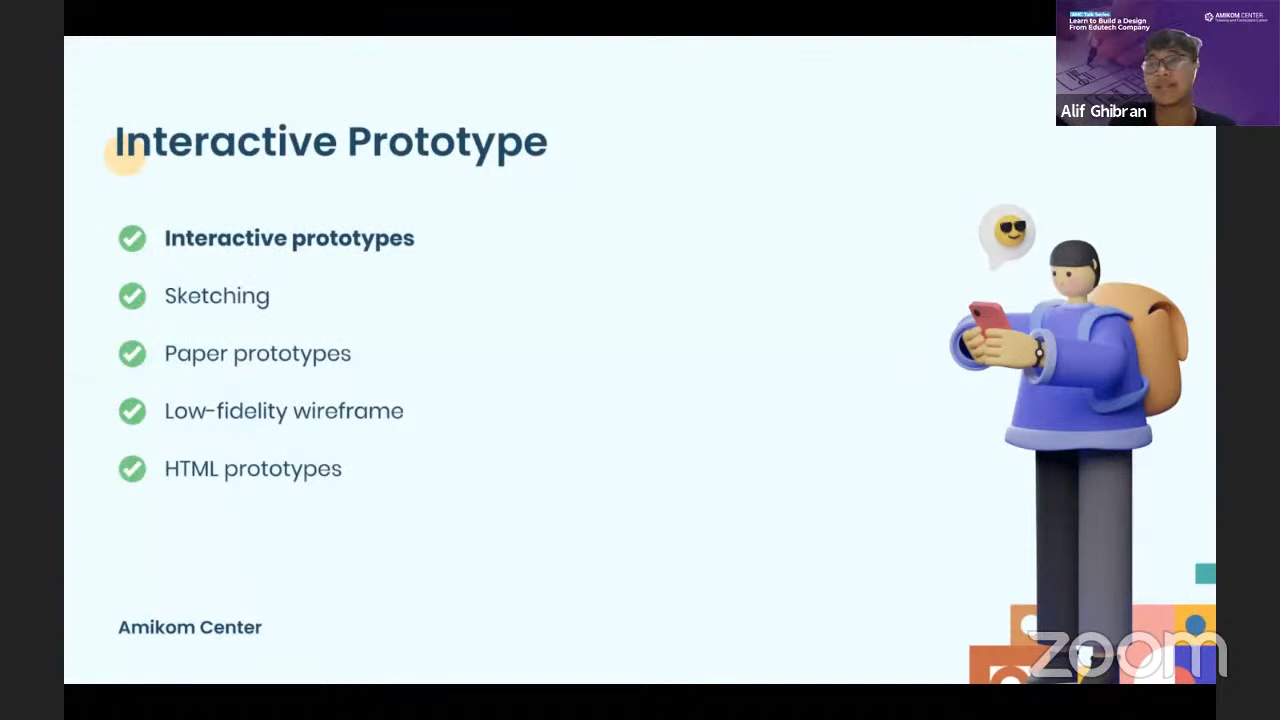 Learn to Build a Design
From Edutech Company
AMIKOM CENTER
Alif Ghibran
Interactive Prototype
Interactive prototypes
Sketching
Paper prototypes
Low-fidelity wireframe
HTML prototypes
Amikom Center
zoom